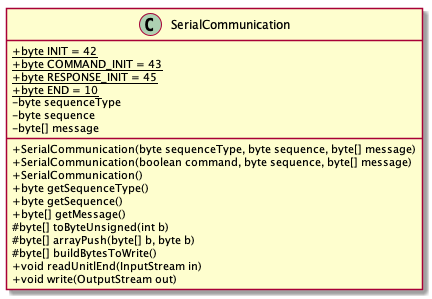 C SerialCommunication
+byte INIT = 42
+byte COMMAND_INIT = 43
+byte RESPONSE_INIT = 45
+byte END = 10
-byte sequenceType
-byte sequence
-byte[] message
+SerialCommunication(byte sequenceType, byte sequence, byte[] message)
+SerialCommunication(boolean command, byte sequence, byte[] message)
+SerialCommunication()
+byte getSequenceType()
+byte getSequence()
+byte[] getMessage()
#byte[] toByteUnsigned(int b)
#byte[] arrayPush(byte[] b, byte b)
#byte[] buildBytesToWrite()
+void readUnitlEnd(InputStream in)
+void write(OutputStream out)